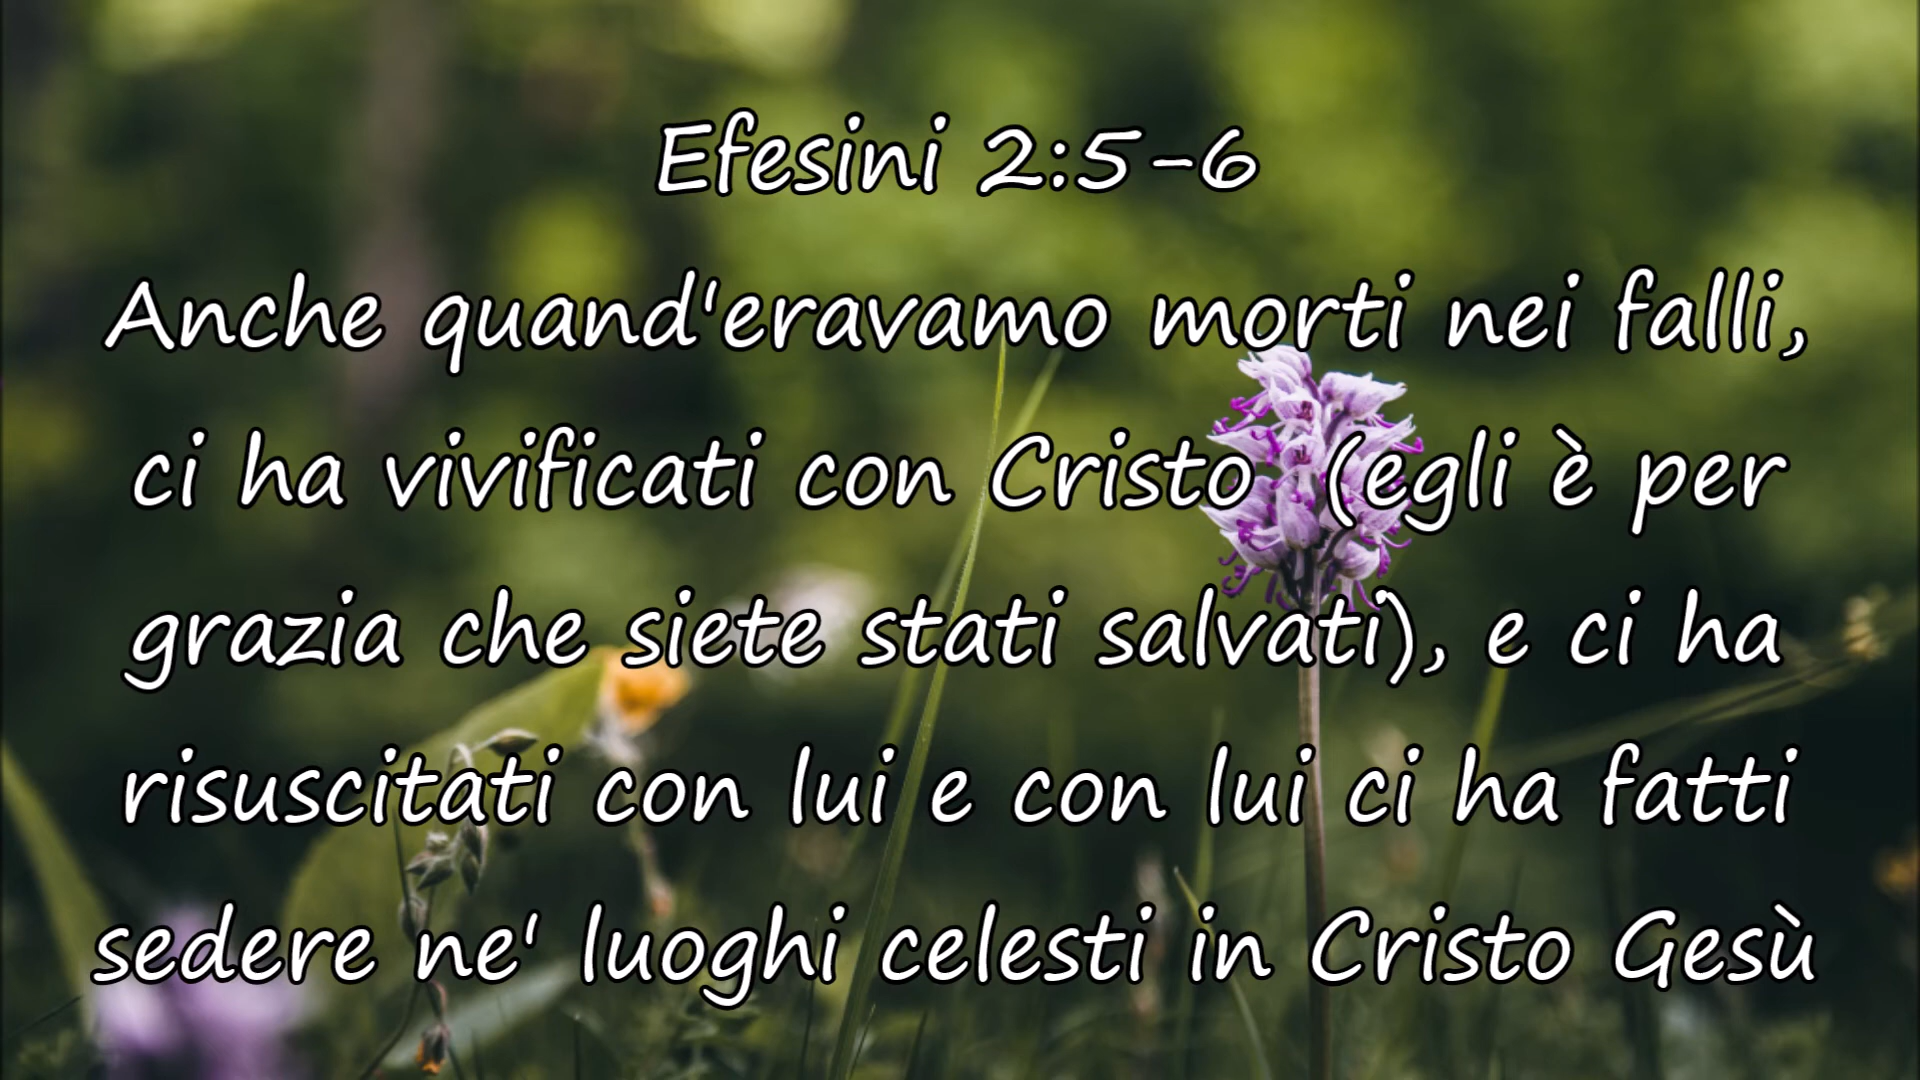 Efesini 2:5-6
Anche quand'eravamo morti nei falli,
ci ha vivificati con Cristo (egli è per
grazia che siete stati salvati), e ci ha
risuscitati con lui e con lui ci ha fatti
sedere ne' luoghi celesti in Cristo Gesù